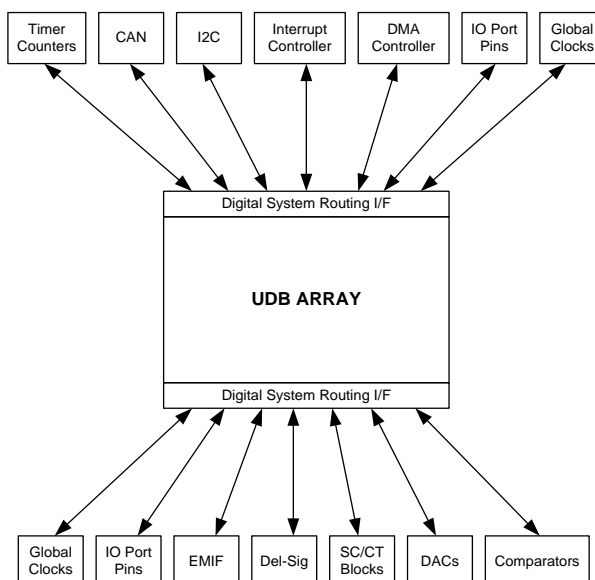 Timer
Counters
CAN
I2C
Interrupt
Controller
DMA
Controller
IO Port
Pins
Global
Clocks
Digital System Routing I/F
UDB ARRAY
Digital System Routing I/F
Global
Clocks
IO Port
Pins
EMIF
Del-Sig
SC/CT
Blocks
DACs
Comparators